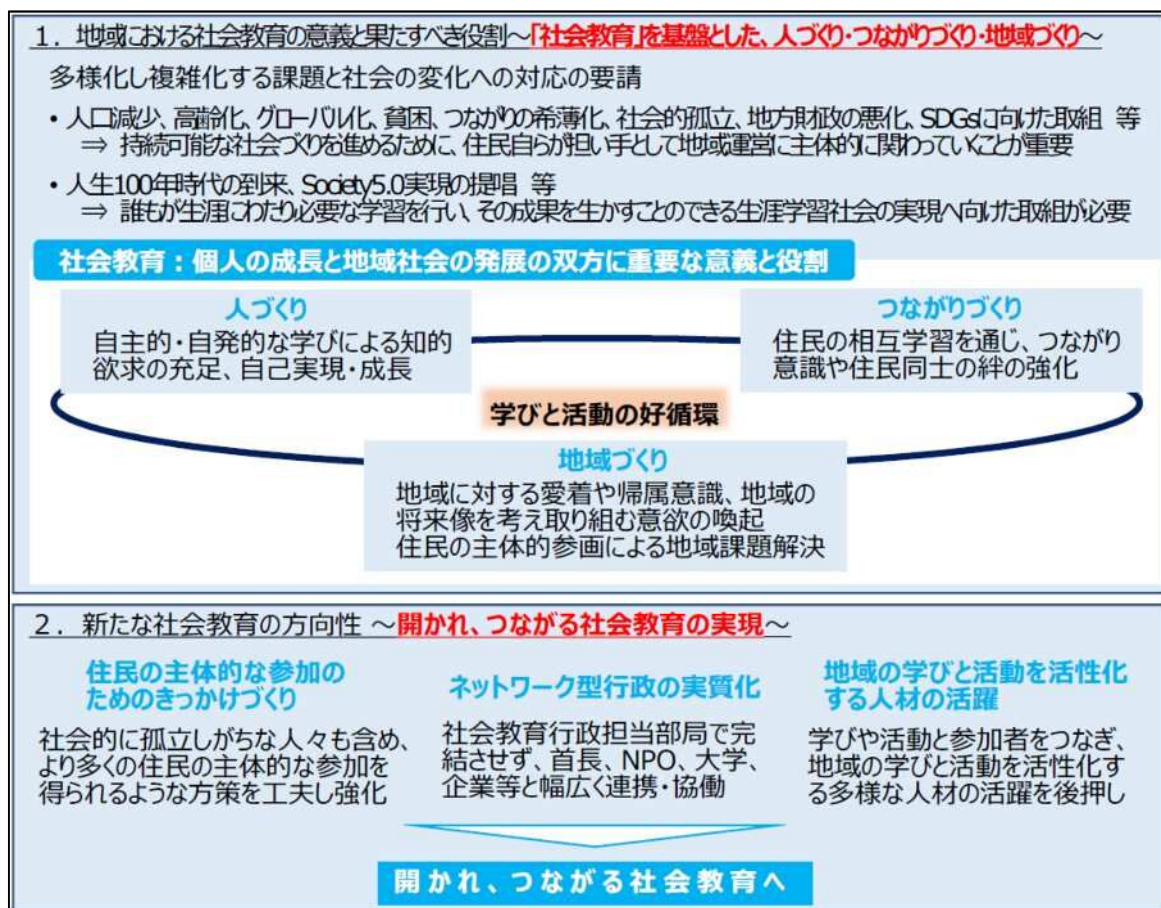 1．地域における社会教育の意義と果たすべき役割～「社会教育」を基盤とした、人づくり・つながりづくり・地域づくり～
多様化し複雑化する課題と社会の変化への対応の要請
・人口減少、高齢化、グローバル化、貧困、つながりの希薄化、社会的孤立、地方財政の悪化、SDGsに向けた取組 等
⇒ 持続可能な社会づくりを進めるために、住民自らが担い手として地域運営に主体的に関わっていくことが重要
・人生100年時代の到来、Society5.0実現の提唱 等
⇒ 誰もが生涯にわたり必要な学習を行い、その成果を生かすことのできる生涯学習社会の実現へ向けた取組が必要
社会教育：個人の成長と地域社会の発展の双方に重要な意義と役割
人づくり
自主的・自発的な学びによる知的
欲求の充足、自己実現・成長
つながりづくり
住民の相互学習を通じ、つながり
意識や住民同士の絆の強化
学びと活動の好循環
地域づくり
地域に対する愛着や帰属意識、地域の
将来像を考え取り組む意欲の喚起
住民の主体的参画による地域課題解決
2．新たな社会教育の方向性 ～開かれ、つながる社会教育の実現～
住民の主体的な参加の
ためのきっかけづくり
社会的に孤立しがちな人々も含め、
より多くの住民の主体的な参加を
得られるような方策を工夫し強化
ネットワーク型行政の実質化
社会教育行政担当部局で完
結させず、首長、NPO、大学、
企業等と幅広く連携・協働
地域の学びと活動を活性化
する人材の活躍
学びや活動と参加者をつなぎ、
地域の学びと活動を活性化す
る多様な人材の活躍を後押し
開かれ、つながる社会教育へ